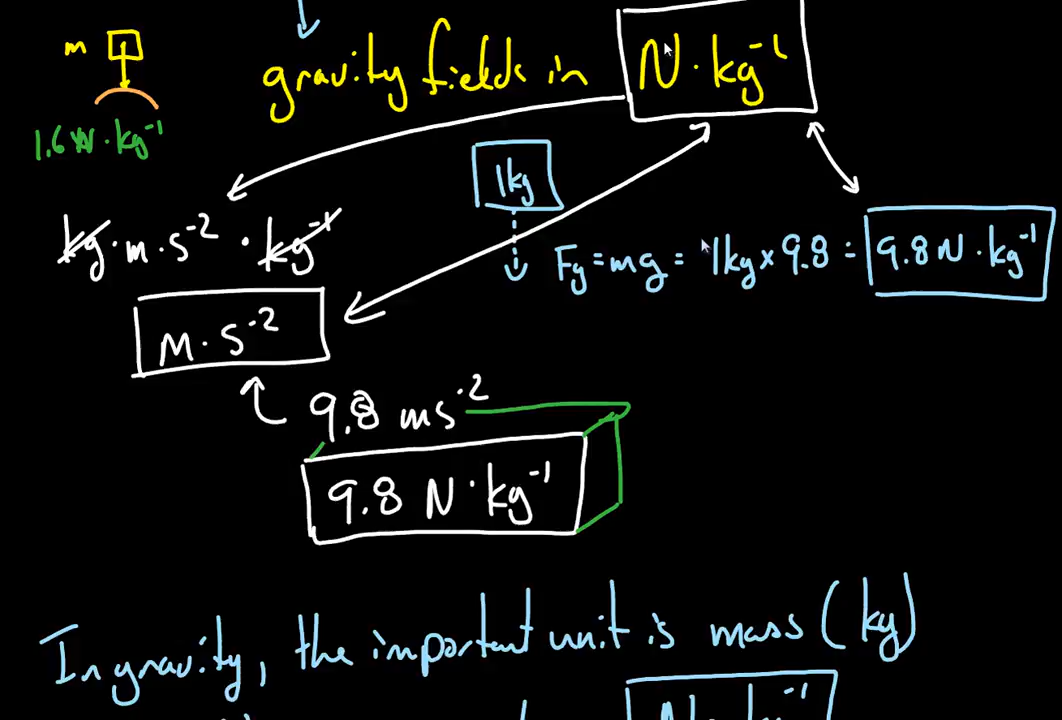 m
gravity fields in N·kg⁻¹
1.6 N·kg⁻¹
1kg
kg·m·s⁻²·kg⁻¹
Fg = mg = 1kg × 9.8 = 9.8 N·kg⁻¹
m·s⁻²
9.8 ms⁻²
9.8 N·kg⁻¹
In gravity, the important unit is mass (kg)
N·kg⁻¹